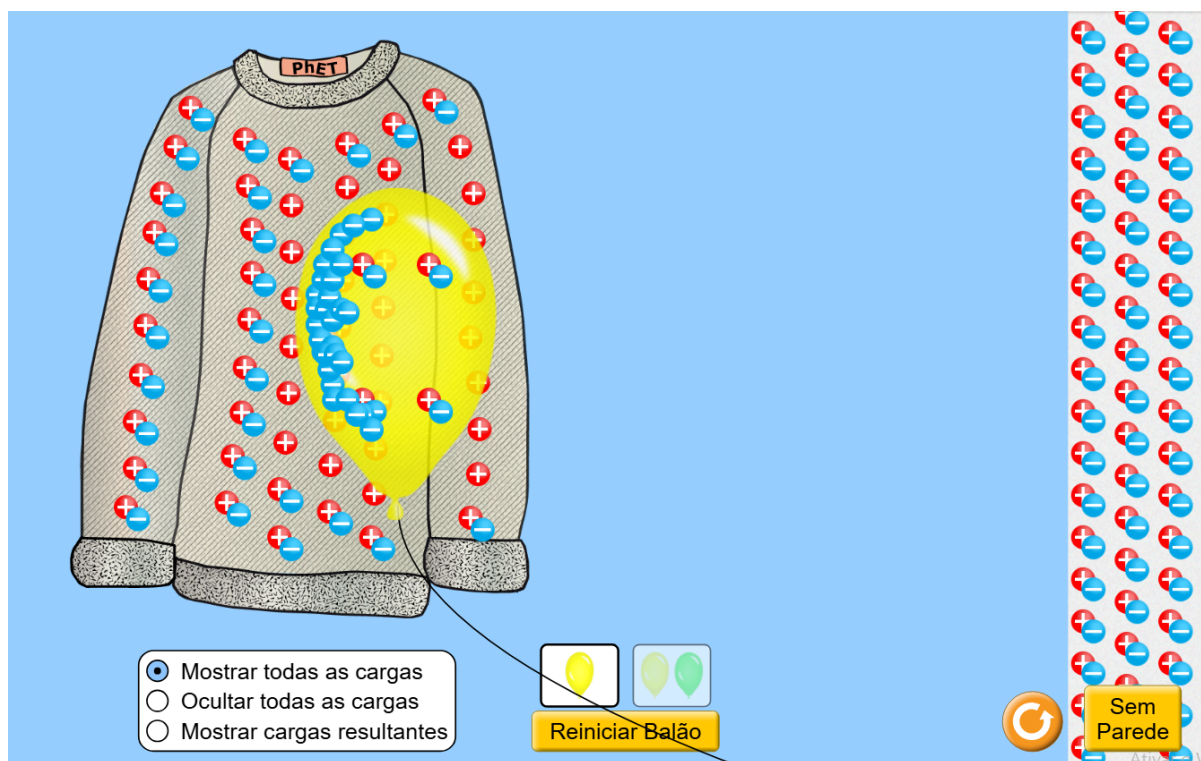 PhET
Mostrar todas as cargas
Ocultar todas as cargas
Mostrar cargas resultantes
Reiniciar Balão
Sem
Parede